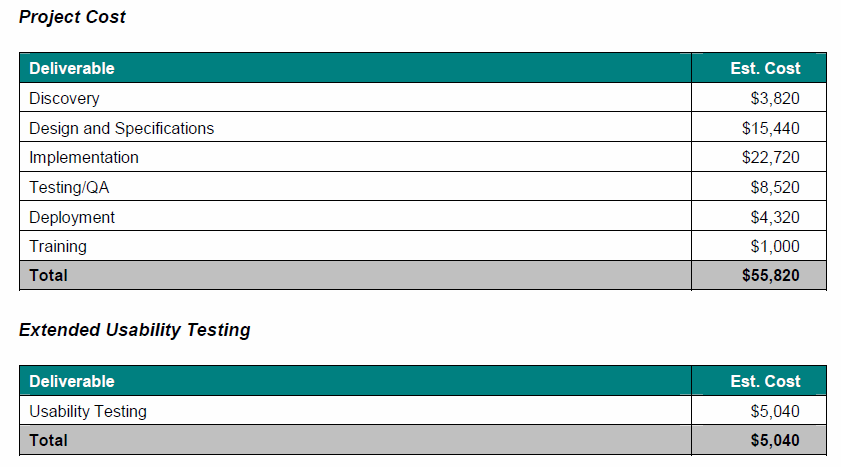 Project Cost
Deliverable Est. Cost
Discovery $3,820
Design and Specifications $15,440
Implementation $22,720
Testing/QA $8,520
Deployment $4,320
Training $1,000
Total $55,820
Extended Usability Testing
Deliverable Est. Cost
Usability Testing $5,040
Total $5,040